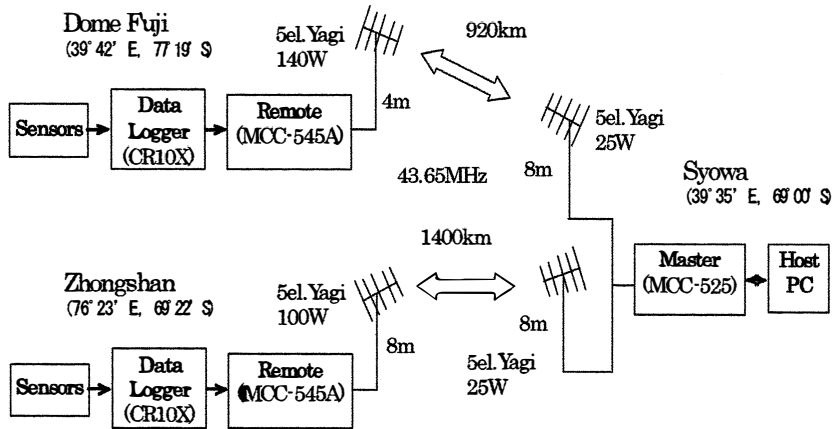 Dome Fuji
(39° 42' E, 77° 19' S)
5el. Yagi
140W
920km
4m
Sensors
Data
Logger
(CR10X)
Remote
(MCC-545A)
5el. Yagi
25W
8m
43.65MHz
Syowa
(39° 35' E, 69° 00' S)
1400km
Master
(MCC-525)
Host
PC
Zhongshan
(76° 23' E, 69° 22' S)
5el. Yagi
100W
8m
8m
5el. Yagi
25W
Sensors
Data
Logger
(CR10X)
Remote
(MCC-545A)